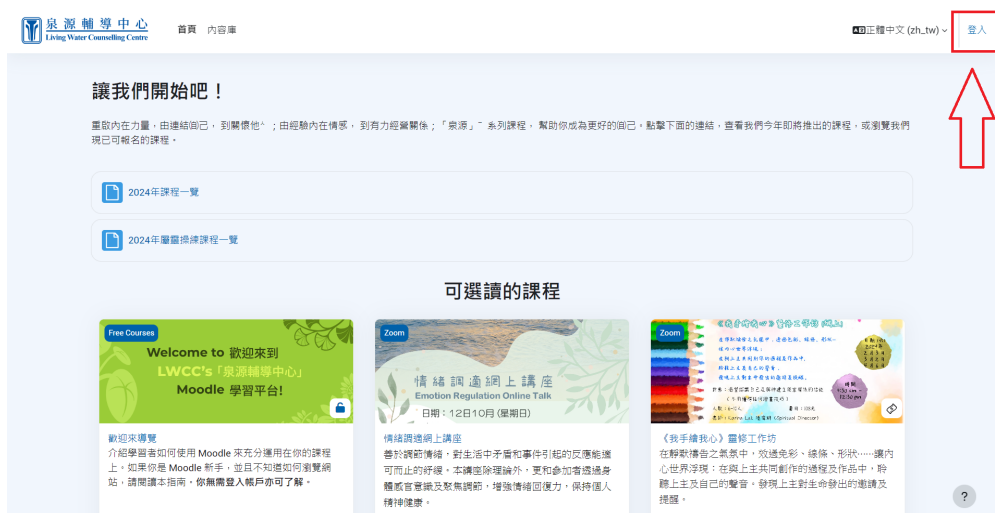 泉源輔導中心
Living Water Counselling Centre
首頁 內容庫
正體中文 (zh_tw)
登入
讓我們開始吧！
重啟內在力量，由連結自己，到關懷他人；由經驗內在情感，到有力經營關係；「泉源」系列課程，幫助你成為更好的自己。點擊下面的連結，查看我們今年即將推出的課程，或瀏覽我們
現已可報名的課程。
2024年課程一覽
2024年屬靈操練課程一覽
可選讀的課程
Free Courses
Welcome to 歡迎來到
LWCC's「泉源輔導中心」
Moodle 學習平台!
歡迎來導覽
介紹學習者如何使用 Moodle 來充分運用在你的課程
上。如果你是 Moodle 新手，並且不知道如何瀏覽網
站，請閱讀本指南，你無需登入帳戶亦可了解。
Zoom
情緒調適網上講座
Emotion Regulation Online Talk
日期：12日10月 (星期日)
情緒調適網上講座
善於調節情緒，對生活中矛盾和事件引起的反應能適
可而止的紓緩。本講座除理論外，更和參加者透過身
體感官意識及聚焦調節，增強情緒回復力，保持個人
精神健康。
Zoom
《我手繪我心》靈修工作坊 (網上)
《我手繪我心》靈修工作坊
在靜默禱告之氣氛中，效過色彩、線條、形狀……讓內
心世界浮現：在與上主共同創作的過程及作品中，聆
聽上主及自己的聲音。發現上主對生命發出的邀請及
提醒。
?